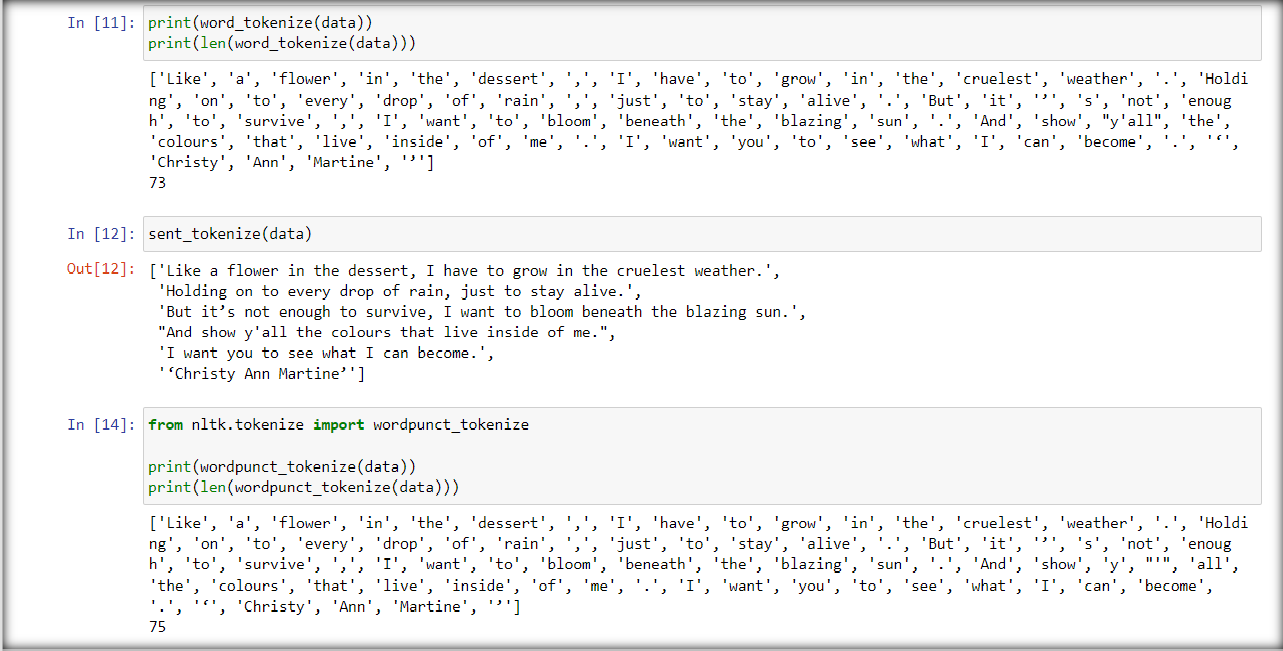 In [11]: print(word_tokenize(data))
print(len(word_tokenize(data)))
['Like', 'a', 'flower', 'in', 'the', 'dessert', ',', 'I', 'have', 'to', 'grow', 'in', 'the', 'cruelest', 'weather', '.', 'Holdi
ng', 'on', 'to', 'every', 'drop', 'of', 'rain', ',', 'just', 'to', 'stay', 'alive', '.', 'But', 'it', '’', 's', 'not', 'enoug
h', 'to', 'survive', ',', 'I', 'want', 'to', 'bloom', 'beneath', 'the', 'blazing', 'sun', '.', 'And', 'show', "y'all", 'the',
'colours', 'that', 'live', 'inside', 'of', 'me', '.', 'I', 'want', 'you', 'to', 'see', 'what', 'I', 'can', 'become', '.', '‘',
'Christy', 'Ann', 'Martine', '’']
73
In [12]: sent_tokenize(data)
Out[12]: ['Like a flower in the dessert, I have to grow in the cruelest weather.',
'Holding on to every drop of rain, just to stay alive.',
'But it’s not enough to survive, I want to bloom beneath the blazing sun.',
"And show y'all the colours that live inside of me.",
'I want you to see what I can become.',
'‘Christy Ann Martine’']
In [14]: from nltk.tokenize import wordpunct_tokenize
print(wordpunct_tokenize(data))
print(len(wordpunct_tokenize(data)))
['Like', 'a', 'flower', 'in', 'the', 'dessert', ',', 'I', 'have', 'to', 'grow', 'in', 'the', 'cruelest', 'weather', '.', 'Holdi
ng', 'on', 'to', 'every', 'drop', 'of', 'rain', ',', 'just', 'to', 'stay', 'alive', '.', 'But', 'it', '’', 's', 'not', 'enoug
h', 'to', 'survive', ',', 'I', 'want', 'to', 'bloom', 'beneath', 'the', 'blazing', 'sun', '.', 'And', 'show', 'y', "'", 'all',
'the', 'colours', 'that', 'live', 'inside', 'of', 'me', '.', 'I', 'want', 'you', 'to', 'see', 'what', 'I', 'can', 'become',
'.', '‘', 'Christy', 'Ann', 'Martine', '’']
75